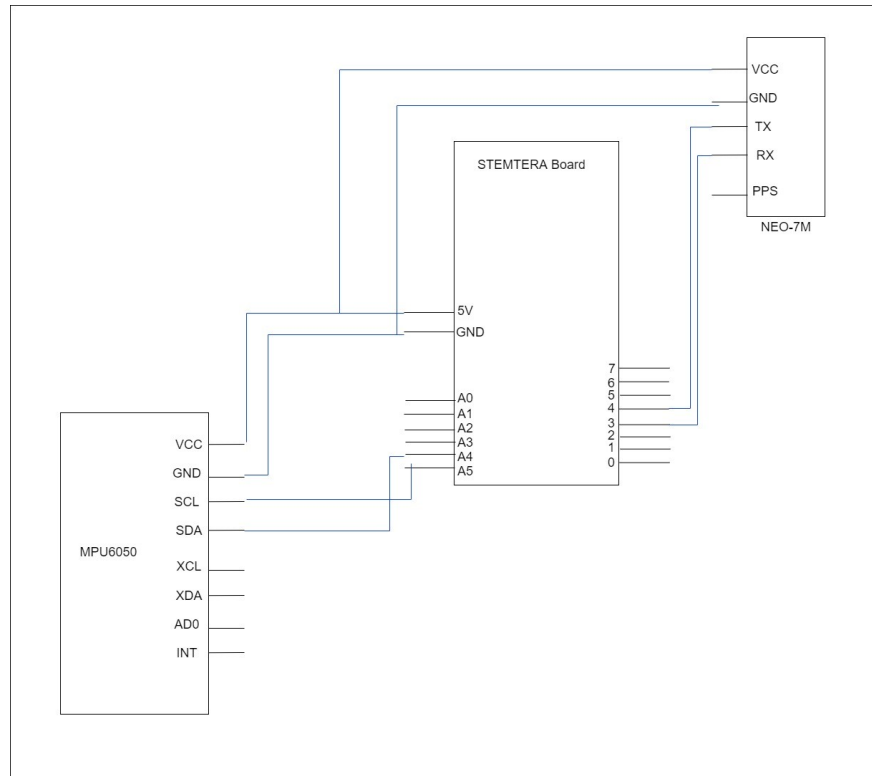 VCC
GND
TX
RX
PPS
NEO-7M
STEMTERA Board
5V
GND
A0
A1
A2
A3
A4
A5
7
6
5
4
3
2
1
0
VCC
GND
SCL
SDA
MPU6050
XCL
XDA
AD0
INT